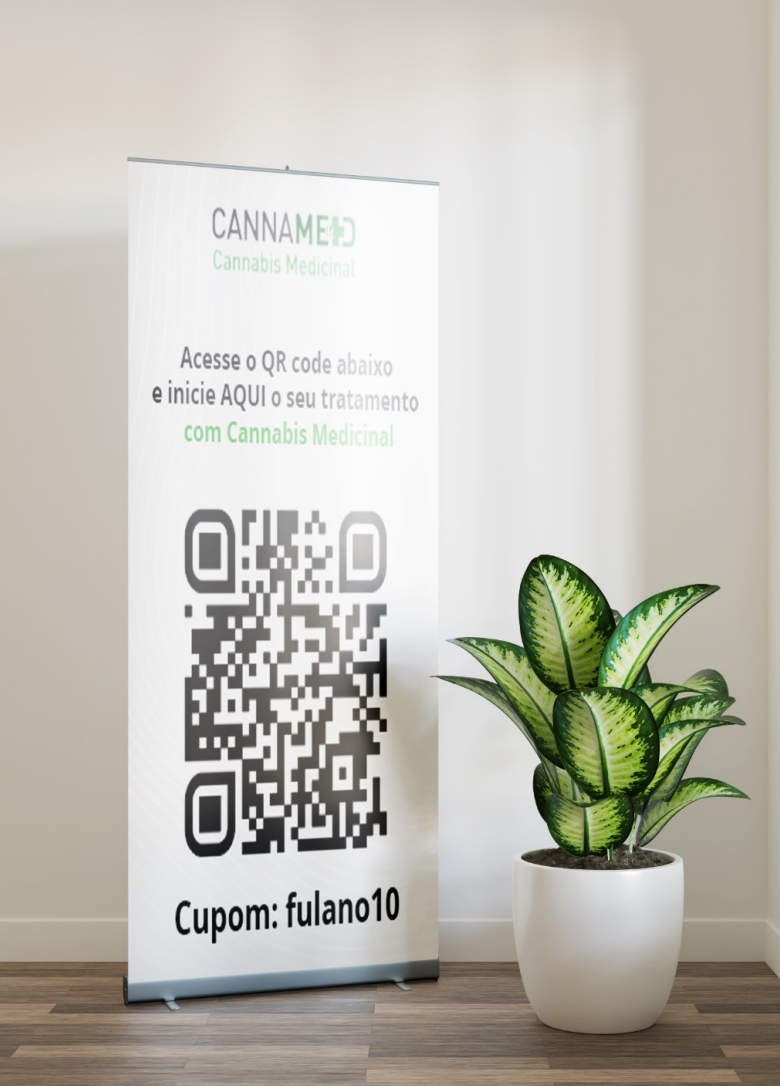 CANNAMED
Cannabis Medicinal
Acesse o QR code abaixo
e inicie AQUI o seu tratamento
com Cannabis Medicinal
Cupom: fulano10